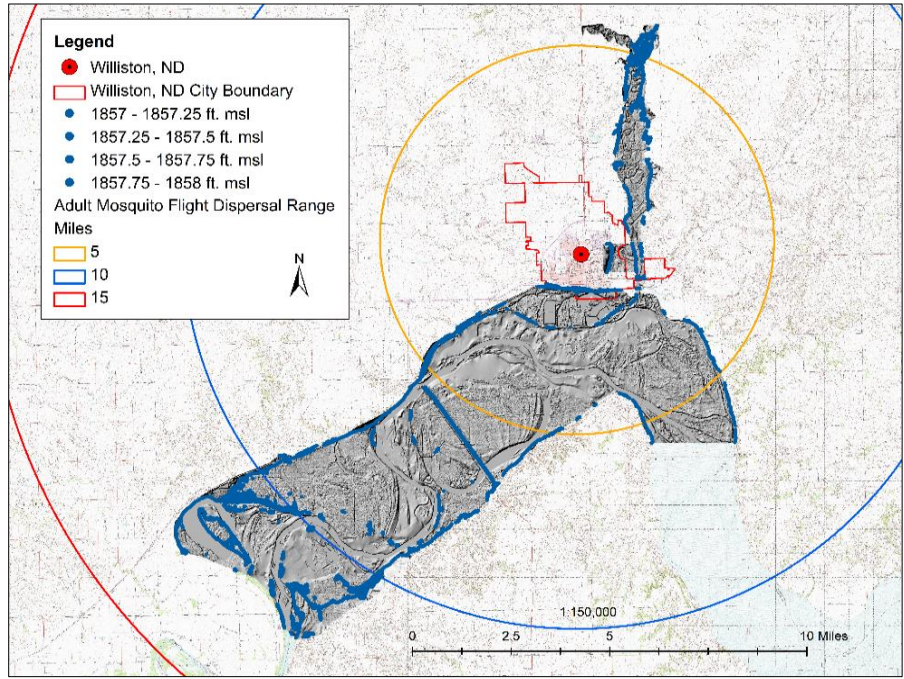 Legend
Williston, ND
Williston, ND City Boundary
1857 - 1857.25 ft. msl
1857.25 - 1857.5 ft. msl
1857.5 - 1857.75 ft. msl
1857.75 - 1858 ft. msl
Adult Mosquito Flight Dispersal Range
Miles
5
10
15
N
1:150,000
0 2.5 5 10 Miles